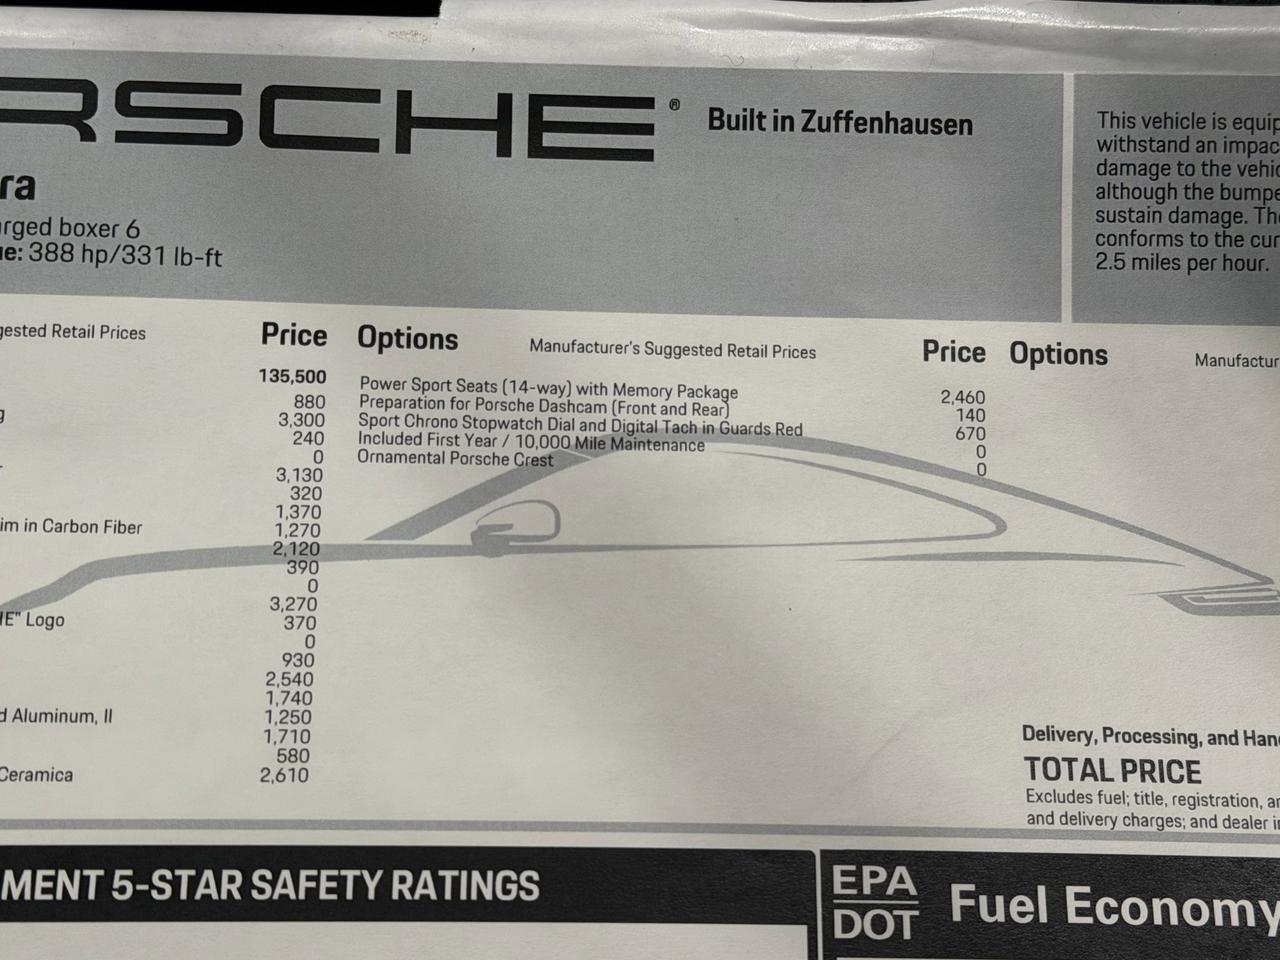 RSCHE® Built in Zuffenhausen
ra
arged boxer 6
ue: 388 hp/331 lb-ft
This vehicle is equip
withstand an impac
damage to the vehic
although the bumpe
sustain damage. The
conforms to the cur
2.5 miles per hour.
gested Retail Prices Price
135,500
g 880
3,300
240
0
3,130
320
1,370
im in Carbon Fiber 1,270
2,120
390
0
3,270
HE" Logo 370
0
930
2,540
1,740
d Aluminum, II 1,250
1,710
580
Ceramica 2,610
Options Manufacturer's Suggested Retail Prices Price
Power Sport Seats (14-way) with Memory Package 2,460
Preparation for Porsche Dashcam (Front and Rear) 140
Sport Chrono Stopwatch Dial and Digital Tach in Guards Red 670
Included First Year / 10,000 Mile Maintenance 0
Ornamental Porsche Crest 0
Options Manufactur
Delivery, Processing, and Han
TOTAL PRICE
Excludes fuel; title, registration, an
and delivery charges; and dealer in
MENT 5-STAR SAFETY RATINGS
EPA
DOT
Fuel Economy